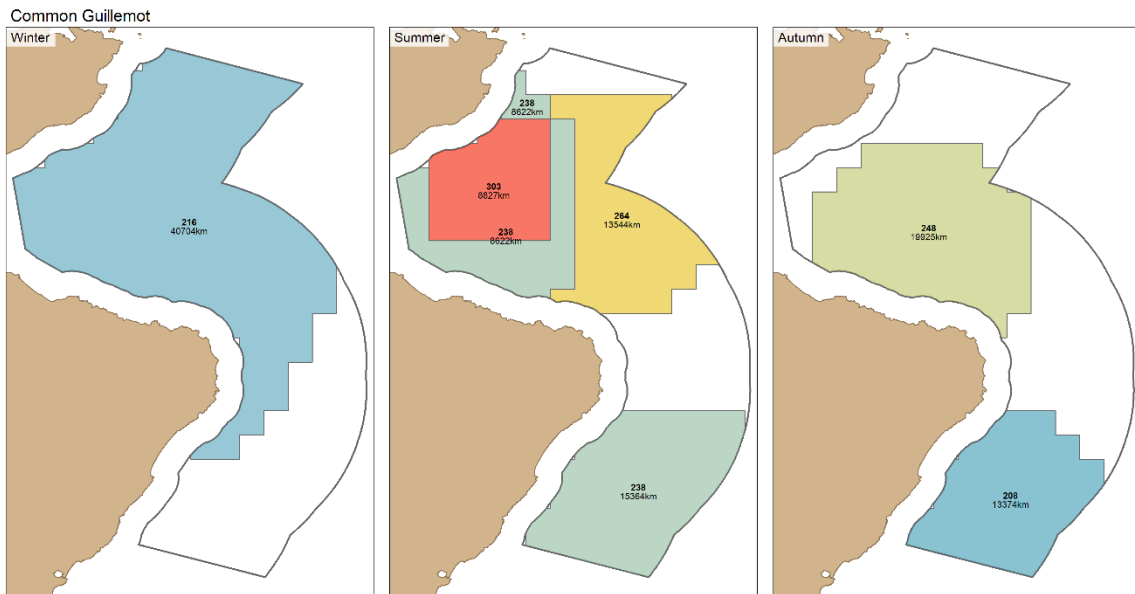 Common Guillemot
Winter
216
40704km
Summer
238
8622km
303
8827km
238
8622km
264
13544km
238
15364km
Autumn
248
19925km
208
13374km